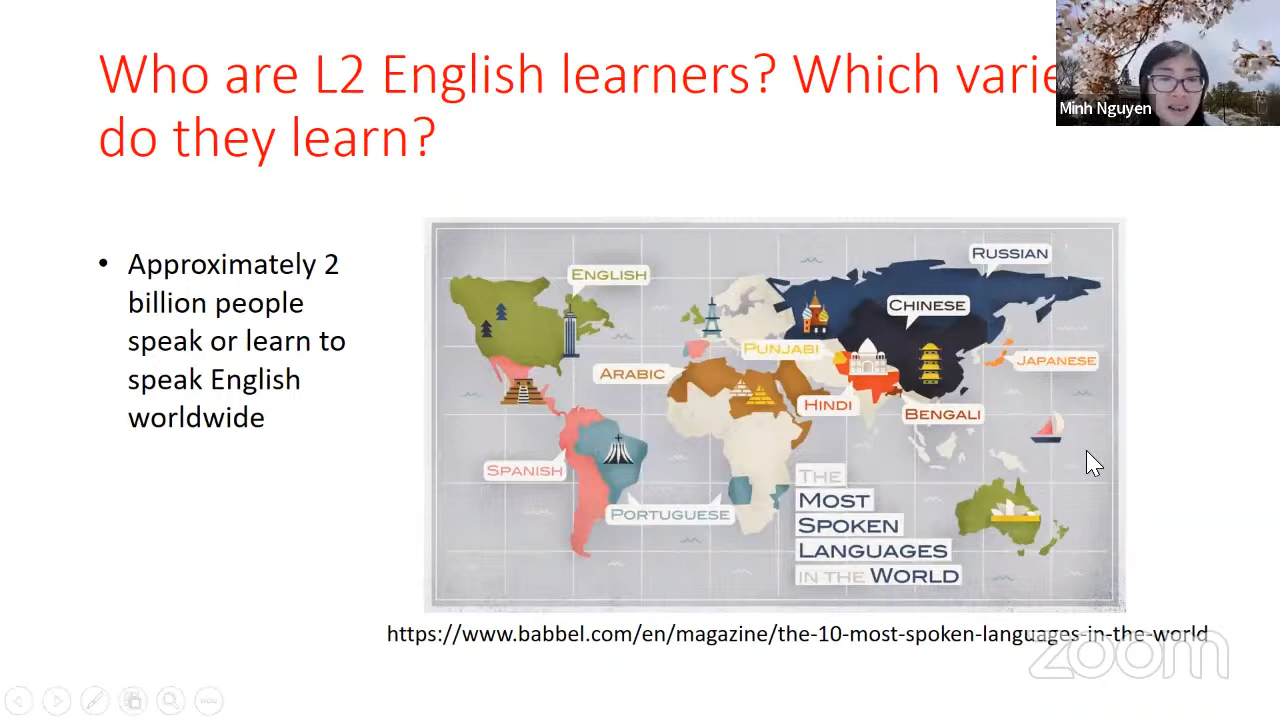 Who are L2 English learners? Which varie
do they learn?
Minh Nguyen
• Approximately 2
billion people
speak or learn to
speak English
worldwide
RUSSIAN
ENGLISH
CHINESE
PUNJABI
JAPANESE
ARABIC
HINDI
BENGALI
SPANISH
PORTUGUESE
THE
MOST
SPOKEN
LANGUAGES
IN THE WORLD
https://www.babbel.com/en/magazine/the-10-most-spoken-languages-in-the-world
zoom